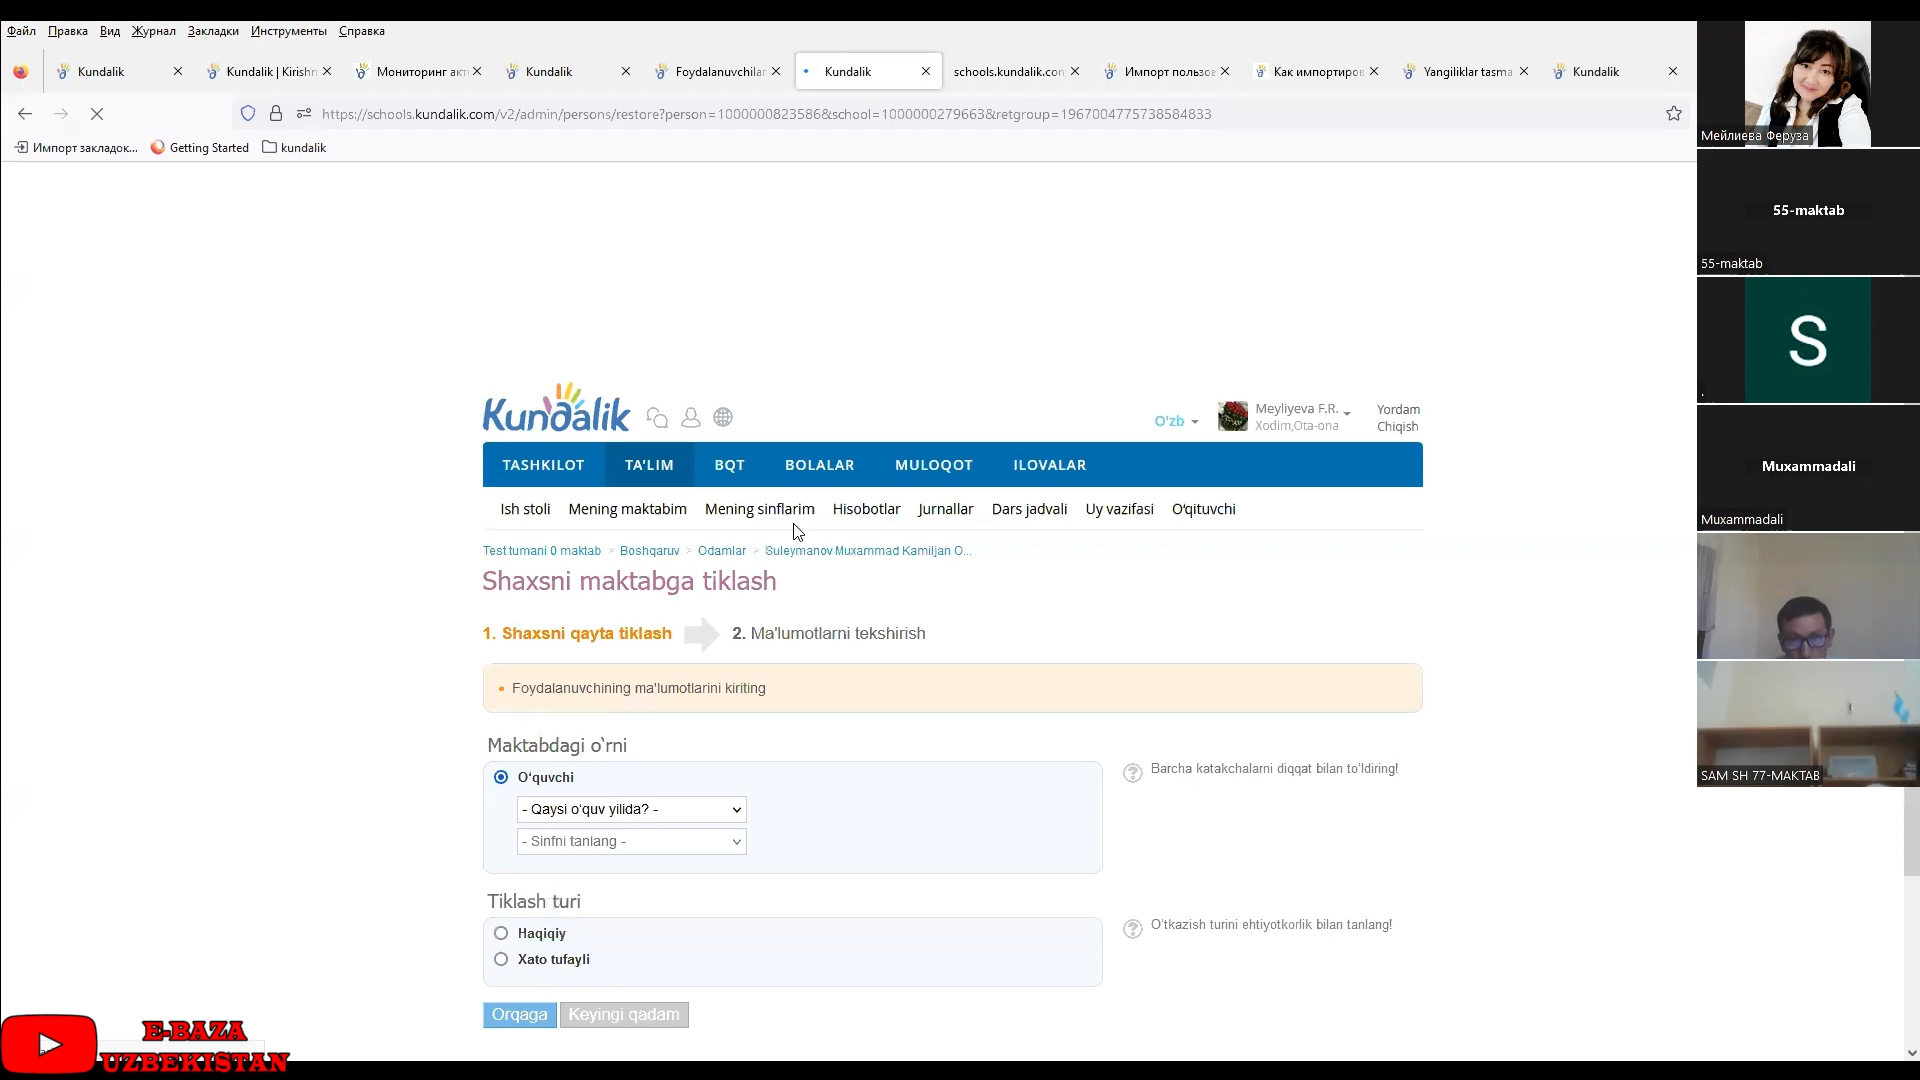 Файл Правка Вид Журнал Закладки Инструменты Справка
Kundalik
Kundalik | Kirishn
Мониторинг акт
Kundalik
Foydalanuvchilar
Kundalik
schools.kundalik.con
Импорт пользов
Как импортиров
Yangiliklar tasma
Kundalik
https://schools.kundalik.com/v2/admin/persons/restore?person=1000000823586&school=1000000279663&retgroup=1967004775738584833
Импорт закладок... Getting Started kundalik
Kundalik
O'zb
Meyliyeva F.R.
Xodim,Ota-ona
Yordam
Chiqish
TASHKILOT TA'LIM BQT BOLALAR MULOQOT ILOVALAR
Ish stoli Mening maktabim Mening sinflarim Hisobotlar Jurnallar Dars jadvali Uy vazifasi O'qituvchi
Test tumani 0 maktab > Boshqaruv > Odamlar > Suleymanov Muxammad Kamiljan O...
Shaxsni maktabga tiklash
1. Shaxsni qayta tiklash 2. Ma'lumotlarni tekshirish
• Foydalanuvchining ma'lumotlarini kiriting
Maktabdagi o`rni
O'quvchi
- Qaysi o'quv yilida? -
- Sinfni tanlang -
? Barcha katakchalarni diqqat bilan to'ldiring!
Tiklash turi
Haqiqiy
Xato tufayli
? O'tkazish turini ehtiyotkorlik bilan tanlang!
Orqaga Keyingi qadam
Мейлиева Феруза
55-maktab
55-maktab
S
.
Muxammadali
Muxammadali
SAM SH 77-MAKTAB
E-BAZA
UZBEKISTAN